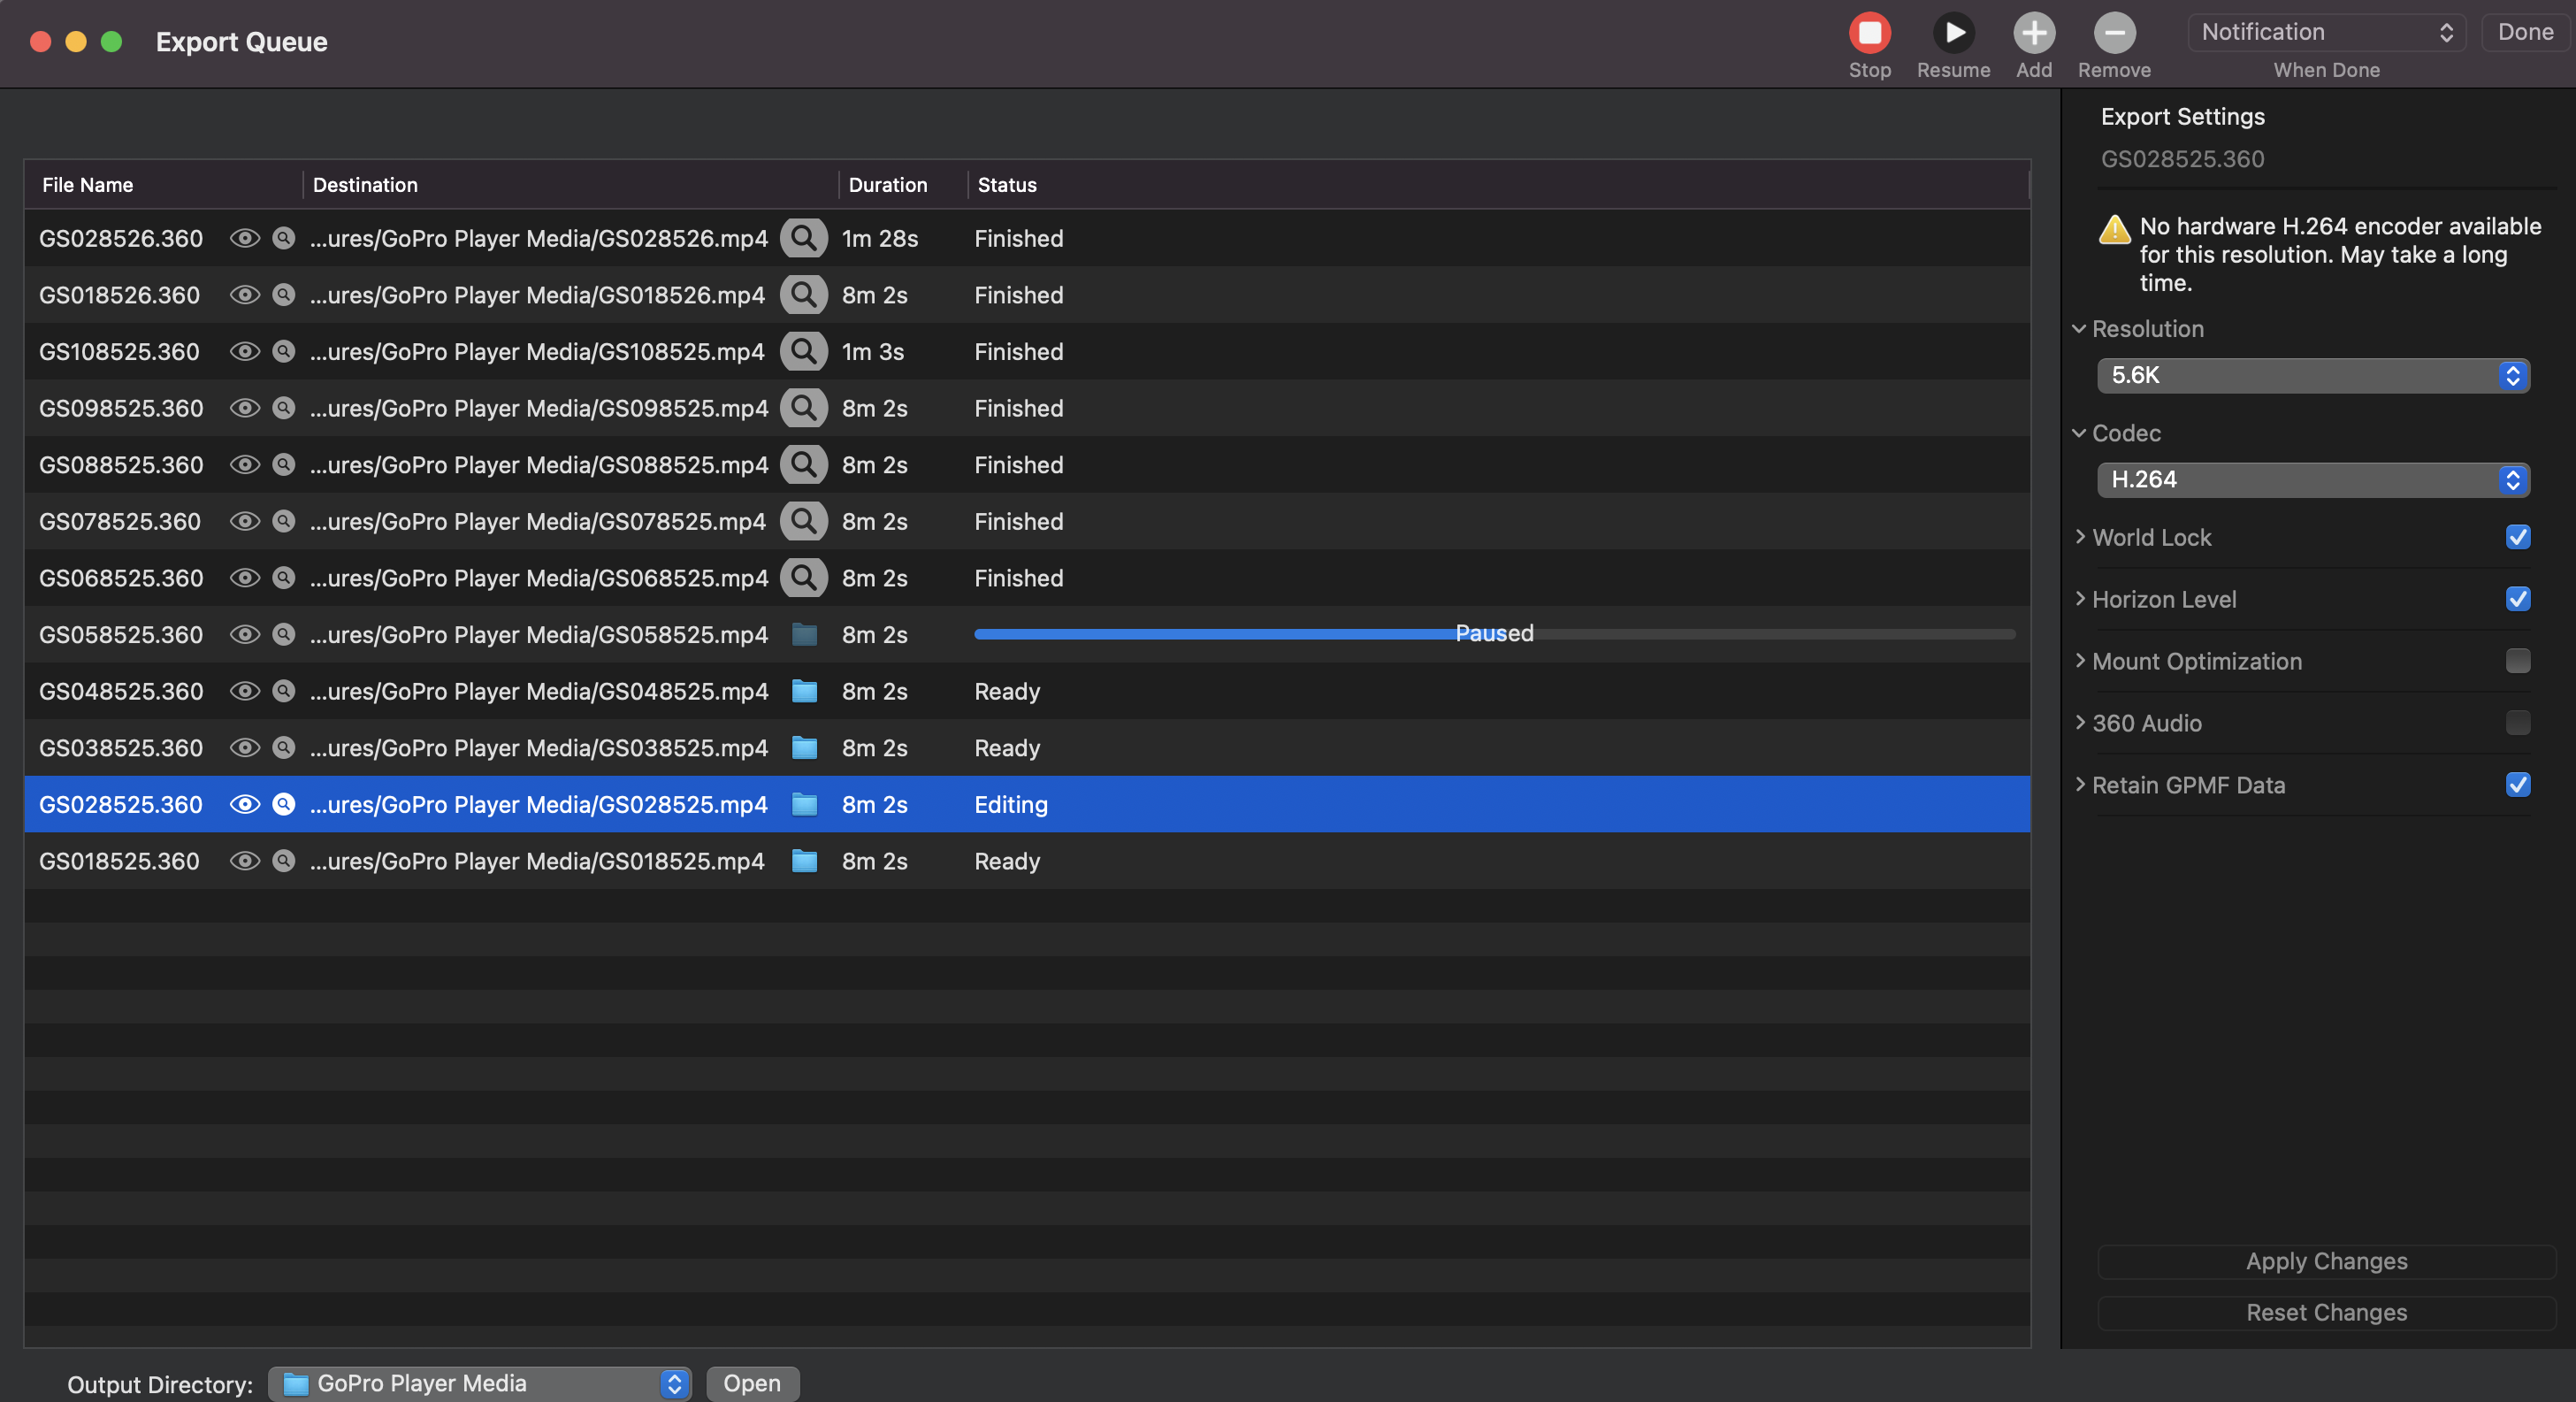 Export Queue
Stop Resume Add Remove
Notification
When Done
Done
File Name Destination Duration Status
GS028526.360 ...ures/GoPro Player Media/GS028526.mp4 1m 28s Finished
GS018526.360 ...ures/GoPro Player Media/GS018526.mp4 8m 2s Finished
GS108525.360 ...ures/GoPro Player Media/GS108525.mp4 1m 3s Finished
GS098525.360 ...ures/GoPro Player Media/GS098525.mp4 8m 2s Finished
GS088525.360 ...ures/GoPro Player Media/GS088525.mp4 8m 2s Finished
GS078525.360 ...ures/GoPro Player Media/GS078525.mp4 8m 2s Finished
GS068525.360 ...ures/GoPro Player Media/GS068525.mp4 8m 2s Finished
GS058525.360 ...ures/GoPro Player Media/GS058525.mp4 8m 2s Paused
GS048525.360 ...ures/GoPro Player Media/GS048525.mp4 8m 2s Ready
GS038525.360 ...ures/GoPro Player Media/GS038525.mp4 8m 2s Ready
GS028525.360 ...ures/GoPro Player Media/GS028525.mp4 8m 2s Editing
GS018525.360 ...ures/GoPro Player Media/GS018525.mp4 8m 2s Ready
Output Directory: GoPro Player Media Open
Export Settings
GS028525.360
No hardware H.264 encoder available
for this resolution. May take a long
time.
Resolution
5.6K
Codec
H.264
World Lock
Horizon Level
Mount Optimization
360 Audio
Retain GPMF Data
Apply Changes
Reset Changes